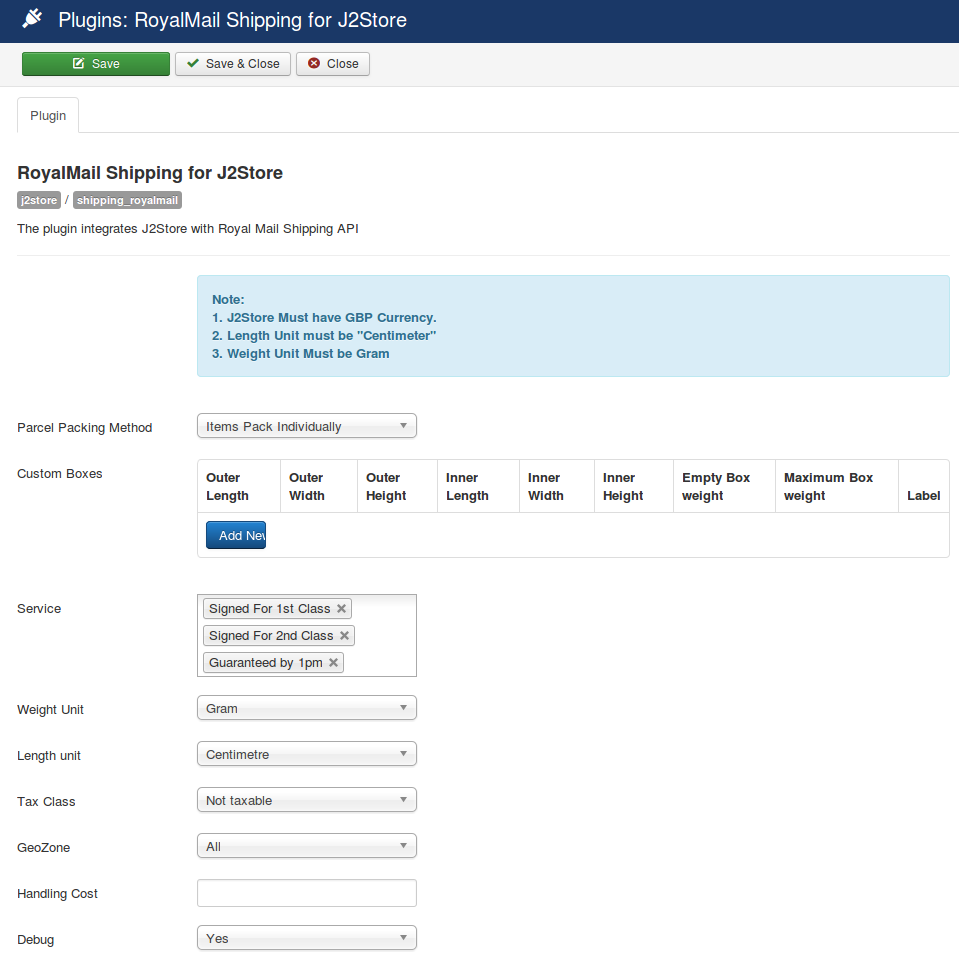 Plugins: RoyalMail Shipping for J2Store
Save
Save & Close
Close
Plugin
RoyalMail Shipping for J2Store
j2store / shipping_royalmail
The plugin integrates J2Store with Royal Mail Shipping API
Note:
1. J2Store Must have GBP Currency.
2. Length Unit must be "Centimeter"
3. Weight Unit Must be Gram
Parcel Packing Method
Items Pack Individually
Custom Boxes
Outer Length
Outer Width
Outer Height
Inner Length
Inner Width
Inner Height
Empty Box weight
Maximum Box weight
Label
Add New
Service
Signed For 1st Class
Signed For 2nd Class
Guaranteed by 1pm
Weight Unit
Gram
Length unit
Centimetre
Tax Class
Not taxable
GeoZone
All
Handling Cost
Debug
Yes